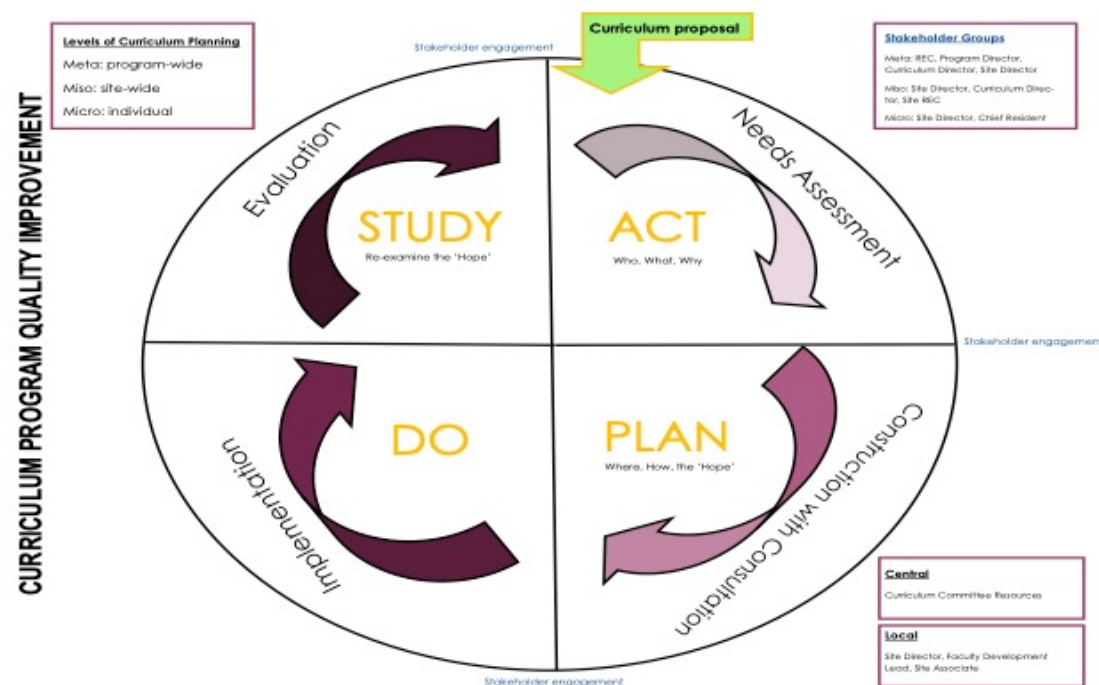 Curriculum proposal
Levels of Curriculum Planning
Meta: program-wide
Miso: site-wide
Micro: individual
Stakeholder engagement
Stakeholder Groups
Meta: REC, Program Director,
Curriculum Director, Site Director
Miso: Site Director, Curriculum Direc-
tor, Site REC
Micro: Site Director, Chief Resident
CURRICULUM PROGRAM QUALITY IMPROVEMENT
Evaluation
Needs Assessment
STUDY
Re-examine the 'Hope'
ACT
Who, What, Why
Stakeholder engagement
DO
PLAN
Where, How, the 'Hope'
Implementation
Construction with Consultation
Central
Curriculum Committee Resources
Local
Site Director, Faculty Development
Lead, Site Associate
Stakeholder engagement